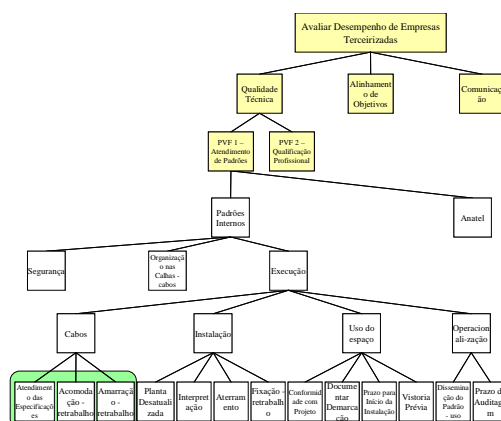 Avaliar Desempenho de Empresas
Terceirizadas
Qualidade
Técnica
Alinhament
o de
Objetivos
Comunicaç
ão
PVF 1 –
Atendimento
de Padrões
PVF 2 –
Qualificação
Profissional
Padrões
Internos
Anatel
Segurança
Organizaçã
o nas
Calhas -
cabos
Execução
Cabos
Instalação
Uso do
espaço
Operacion
ali-zação
Atendiment
o das
Especificaçõ
es
Acomoda
ção -
retrabalho
Amarraçã
o -
retrabalho
Planta
Desatuali
zada
Interpret
ação
Aterram
ento
Fixação -
retrabalh
o
Conformid
ade com
Projeto
Docume
ntar
Demarca
ção
Prazo para
Início da
Instalação
Vistoria
Prévia
Dissemina
ção do
Padrão -
uso
Prazo d
Auditage
m